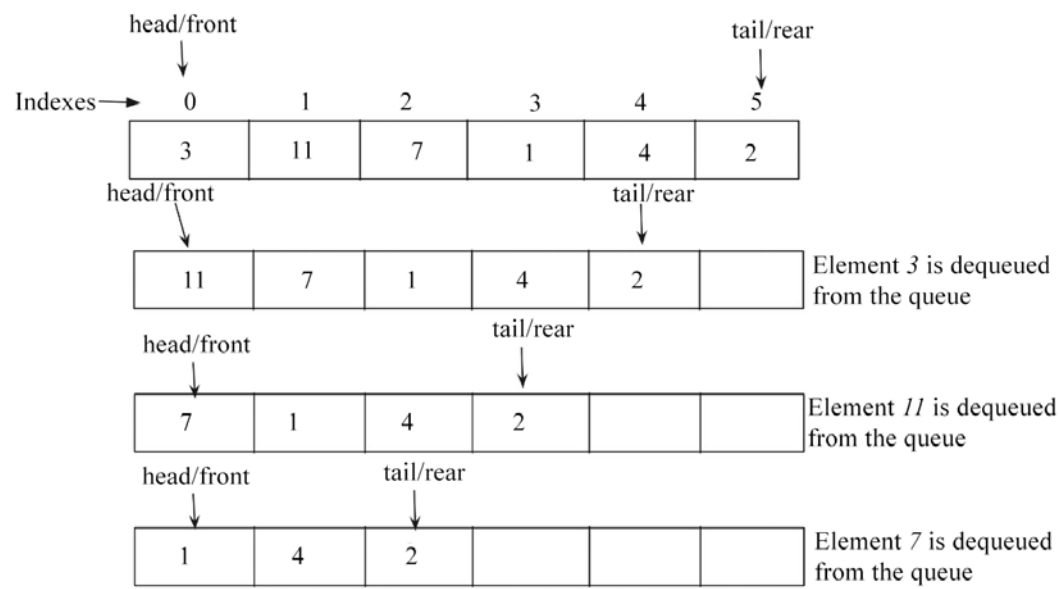 head/front
tail/rear
Indexes 0 1 2 3 4 5
3 11 7 1 4 2
head/front tail/rear
11 7 1 4 2
Element 3 is dequeued
from the queue
tail/rear
head/front
7 1 4 2
Element 11 is dequeued
from the queue
head/front tail/rear
1 4 2
Element 7 is dequeued
from the queue